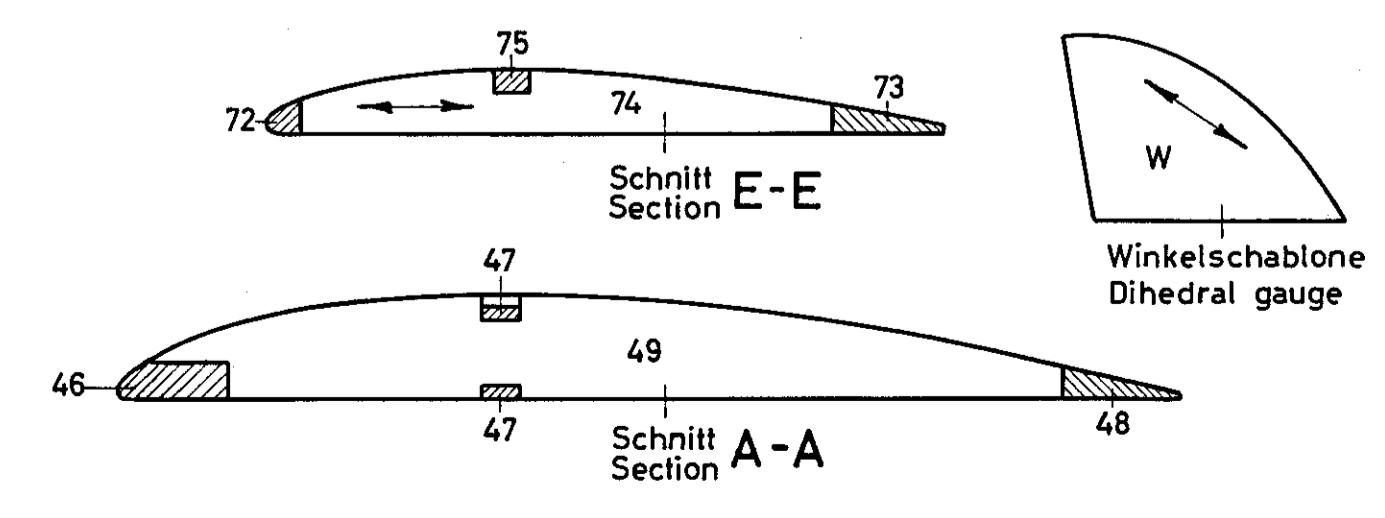 75
72
74
73
Schnitt
Section E-E
W
Winkelschablone
Dihedral gauge
47
46
49
47
48
Schnitt
Section A-A